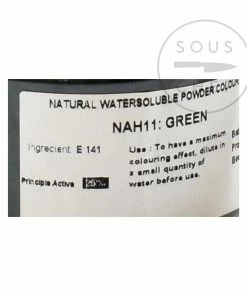 SOUS
NATURAL WATERSOLUBLE POWDER COLOUR
NAH11: GREEN
Ingredient: E 141
Use : To have a maximum
colouring effect, dilute in
a small quantity of
water before use.
Principle Active 25%